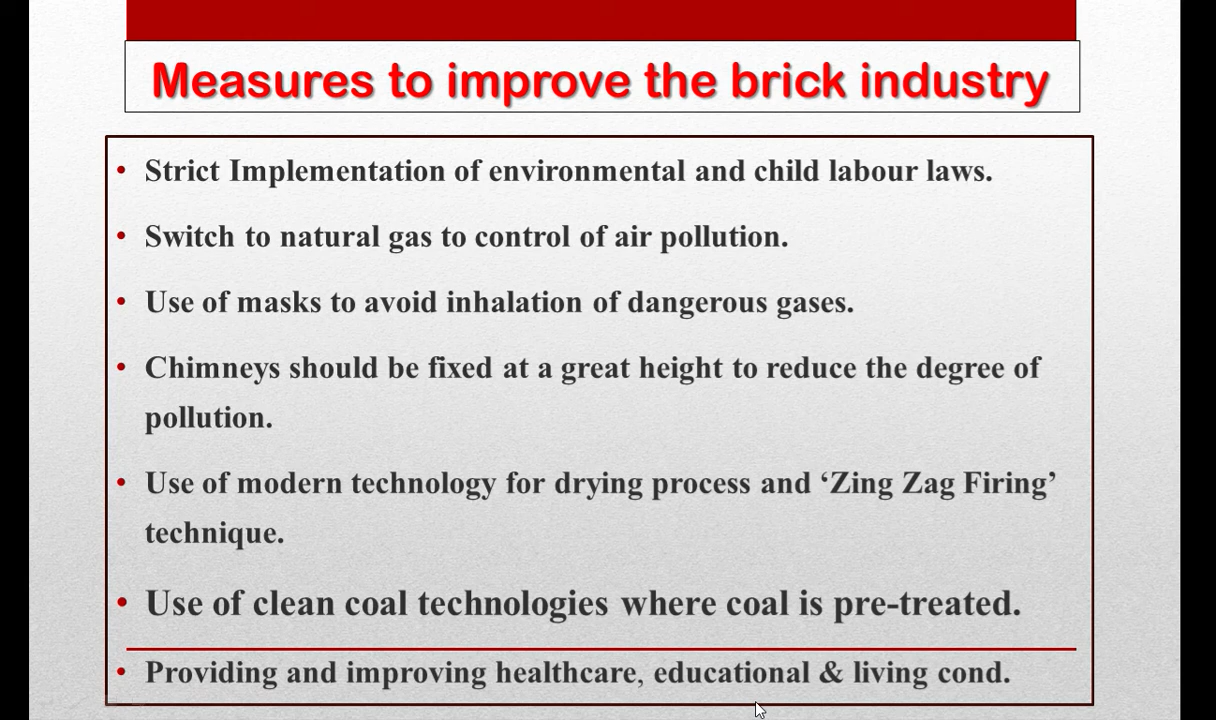 Measures to improve the brick industry
• Strict Implementation of environmental and child labour laws.
• Switch to natural gas to control of air pollution.
• Use of masks to avoid inhalation of dangerous gases.
• Chimneys should be fixed at a great height to reduce the degree of
pollution.
• Use of modern technology for drying process and ‘Zing Zag Firing’
technique.
• Use of clean coal technologies where coal is pre-treated.
• Providing and improving healthcare, educational & living cond.